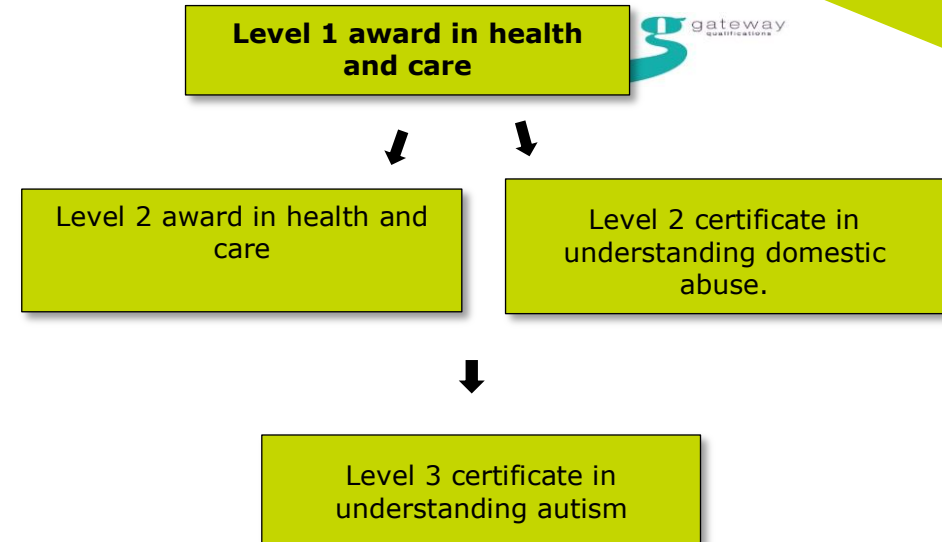 Level 1 award in health
and care
gateway
qualifications
Level 2 award in health and
care
Level 2 certificate in
understanding domestic
abuse.
Level 3 certificate in
understanding autism